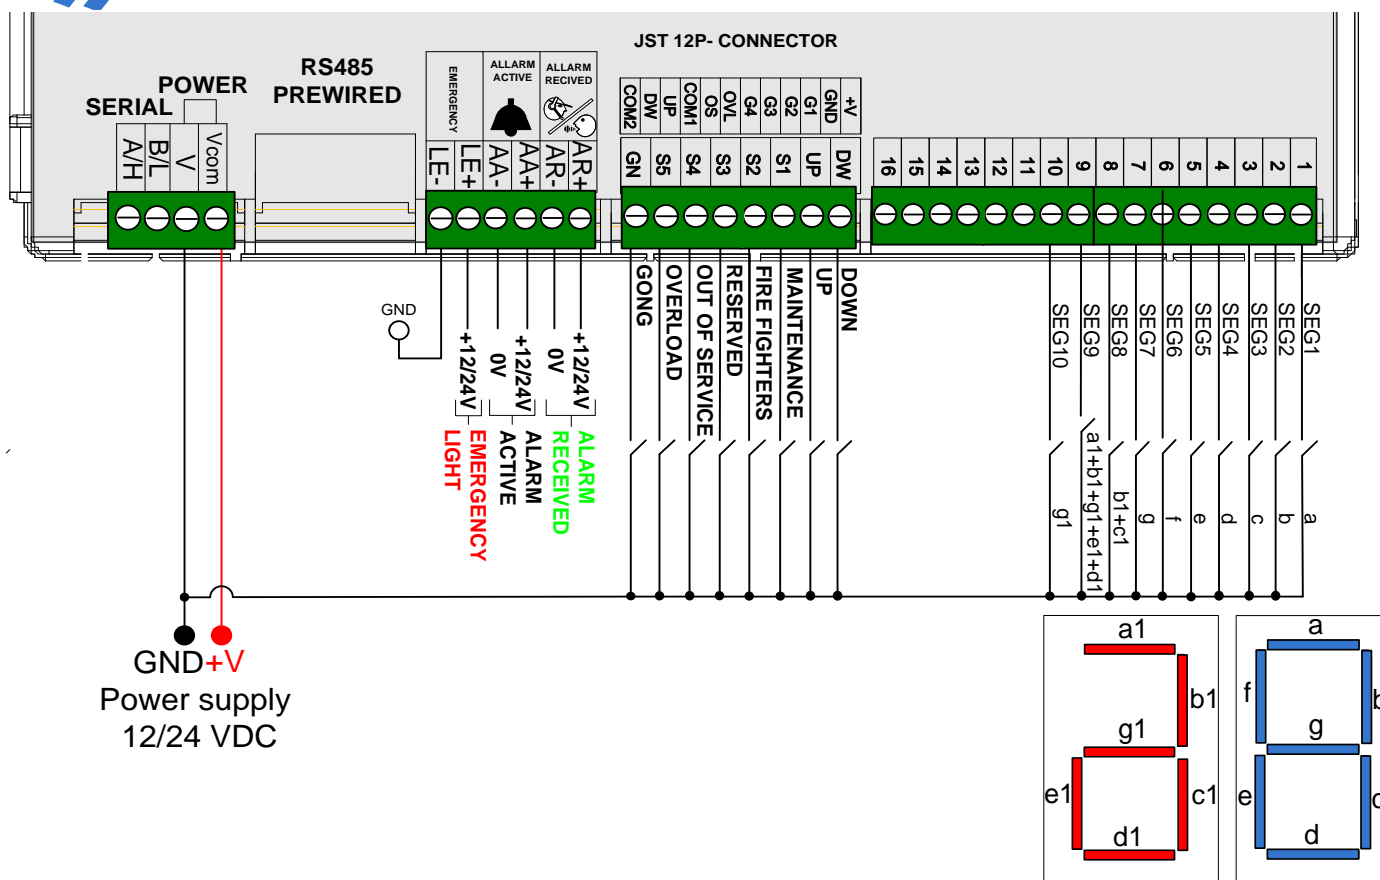 JST 12P- CONNECTOR
RS485
PREWIRED
POWER
SERIAL
A/H
B/L
V
Vcom
EMERGENCY
ALLARM
ACTIVE
ALLARM
RECIVED
LE-
LE+
AA-
AA+
AR-
AR+
COM2
DW
UP
COM1
OS
OVL
G4
G3
G2
G1
GND
+V
GN
S5
S4
S3
S2
S1
UP
DW
16
15
14
13
12
11
10
9
8
7
6
5
4
3
2
1
GND
+12/24V
0V
+12/24V
0V
+12/24V
EMERGENCY
LIGHT
ALARM
ACTIVE
ALARM
RECEIVED
GONG
OVERLOAD
OUT OF SERVICE
RESERVED
FIRE FIGHTERS
MAINTENANCE
UP
DOWN
SEG10
SEG9
SEG8
SEG7
SEG6
SEG5
SEG4
SEG3
SEG2
SEG1
g1
a1+b1+g1+e1+d1
b1+c1
g
f
e
d
c
b
a
GND+V
Power supply
12/24 VDC
a1
b1
g1
e1
c1
d1
a
f
b
g
e
c
d